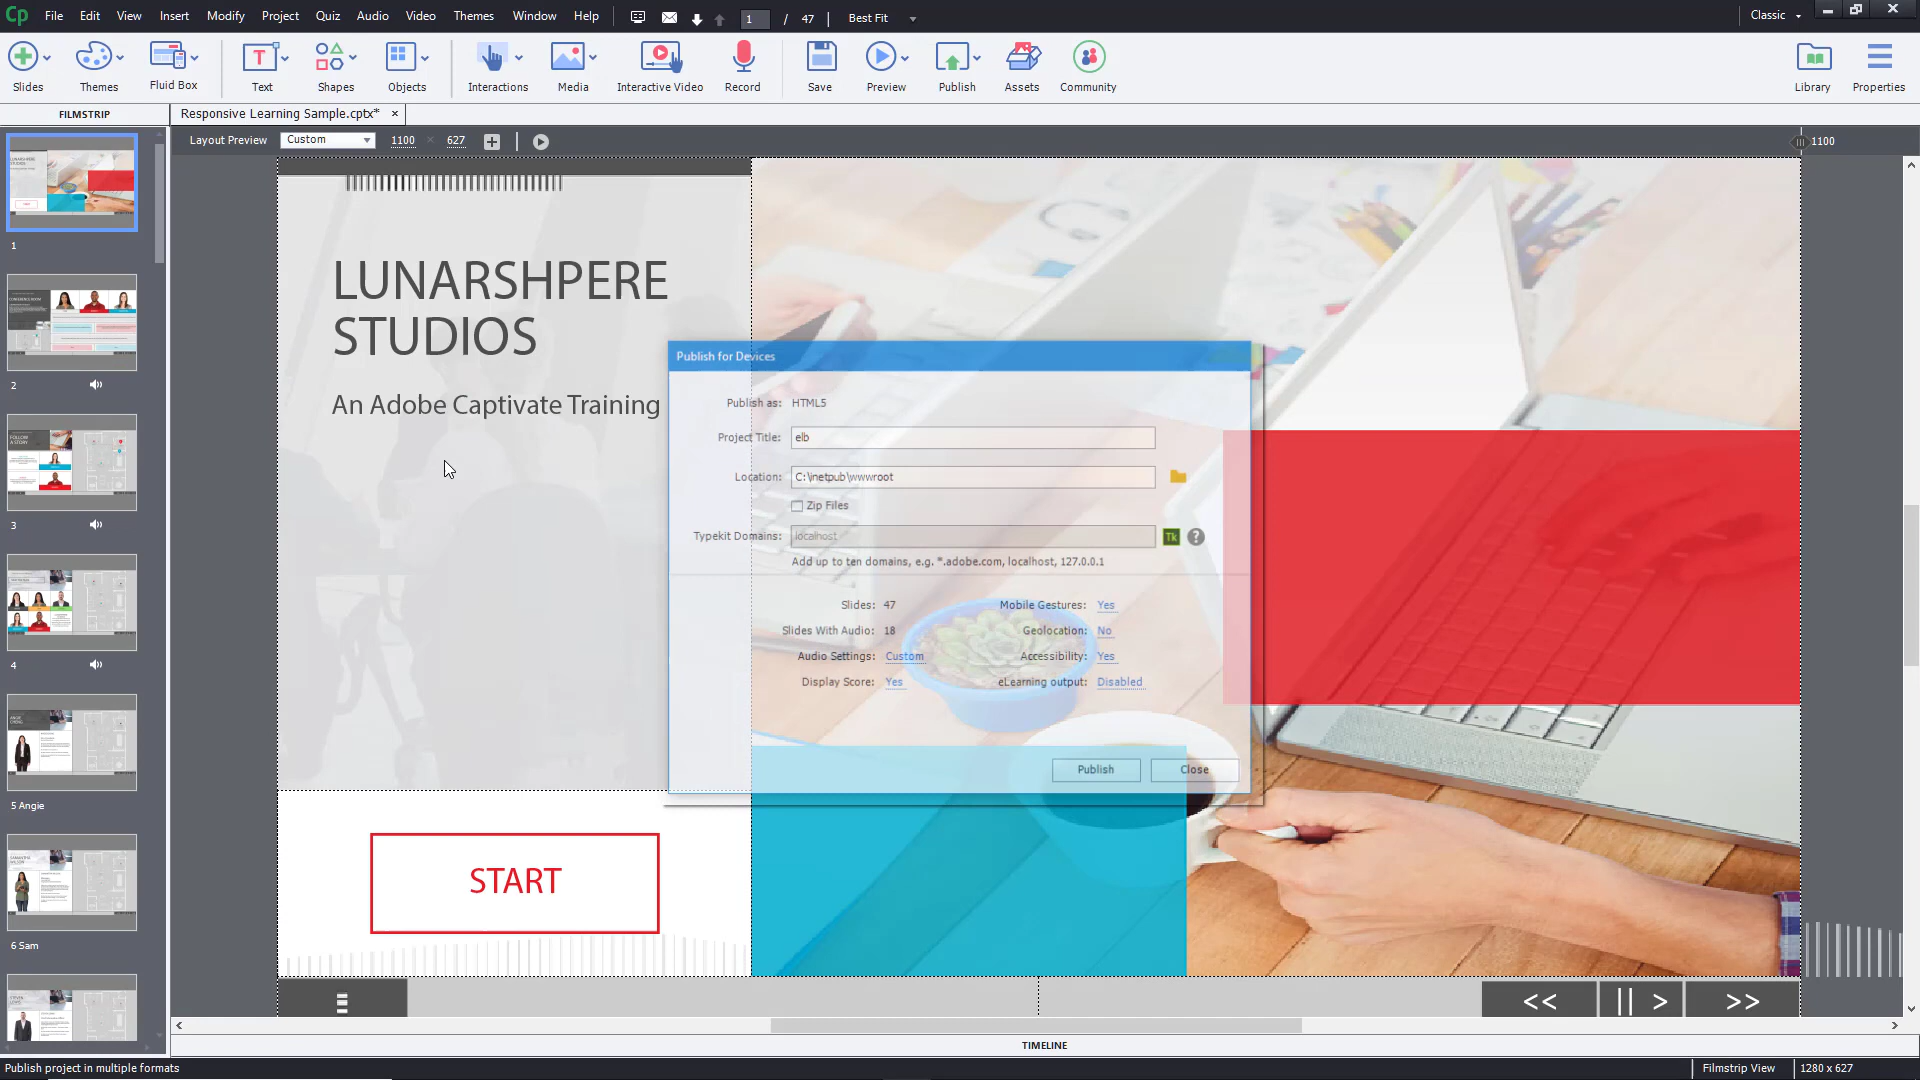 Cp File Edit View Insert Modify Project Quiz Audio Video Themes Window Help 1 / 47 Best Fit Classic
Slides Themes Fluid Box Text Shapes Objects Interactions Media Interactive Video Record Save Preview Publish Assets Community Library Properties
FILMSTRIP Responsive Learning Sample.cptx*
Layout Preview Custom 1100 × 627 1100
LUNARSHPERE
STUDIOS
An Adobe Captivate Training
START
Publish for Devices
Publish as: HTML5
Project Title: elb
Location: C:\inetpub\wwwroot
Zip Files
Typekit Domains: localhost Tk ?
Add up to ten domains, e.g. *.adobe.com, localhost, 127.0.0.1
Slides: 47 Mobile Gestures: Yes
Slides With Audio: 18 Geolocation: No
Audio Settings: Custom Accessibility: Yes
Display Score: Yes eLearning output: Disabled
Publish Close
1
2
3
4
5 Angie
6 Sam
<< || > >>
TIMELINE
Publish project in multiple formats Filmstrip View 1280 x 627